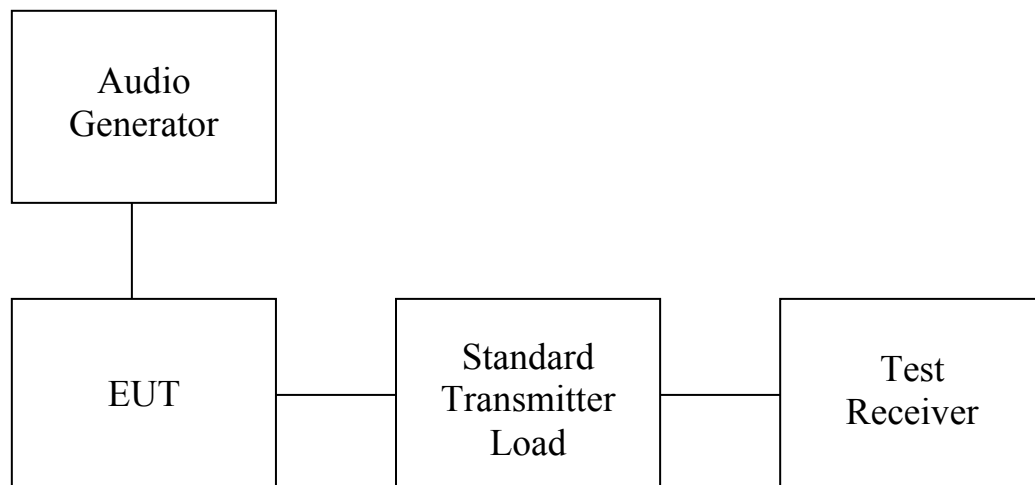 Audio
Generator
EUT
Standard
Transmitter
Load
Test
Receiver